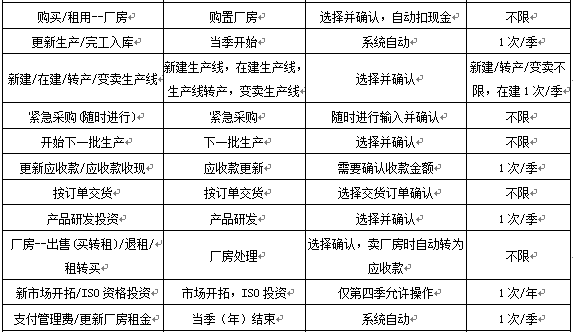 购买/租用--厂房 购置厂房 选择并确认，自动扣现金 不限
更新生产/完工入库 当季开始 系统自动 1次/季
新建/在建/转产/变卖生产线 新建生产线，在建生产线，生产线转产，变卖生产线 选择并确认 新建/转产/变卖不限，在建1次/季
紧急采购(随时进行) 紧急采购 随时进行输入并确认 不限
开始下一批生产 下一批生产 选择并确认 不限
更新应收款/应收款收现 应收款更新 需要确认收款金额 1次/季
按订单交货 按订单交货 选择交货订单确认 不限
产品研发投资 产品研发 选择并确认 1次/季
厂房--出售(买转租)/退租/租转买 厂房处理 选择确认，卖厂房时自动转为应收款 不限
新市场开拓/ISO资格投资 市场开拓，ISO投资 仅第四季允许操作 1次/年
支付管理费/更新厂房租金 当季（年）结束 系统自动 1次/季